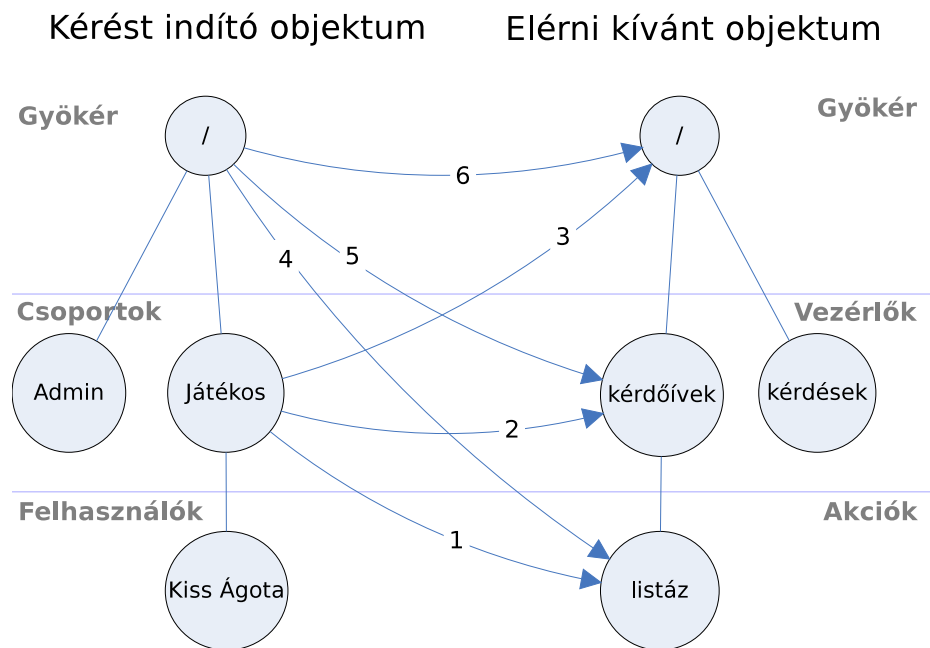 Kérést indító objektum
Elérni kívánt objektum
Gyökér
Gyökér
/
/
6
3
4
5
Csoportok
Vezérlők
Admin
Játékos
kérdőívek
kérdések
2
Felhasználók
Akciók
1
Kiss Ágota
listáz